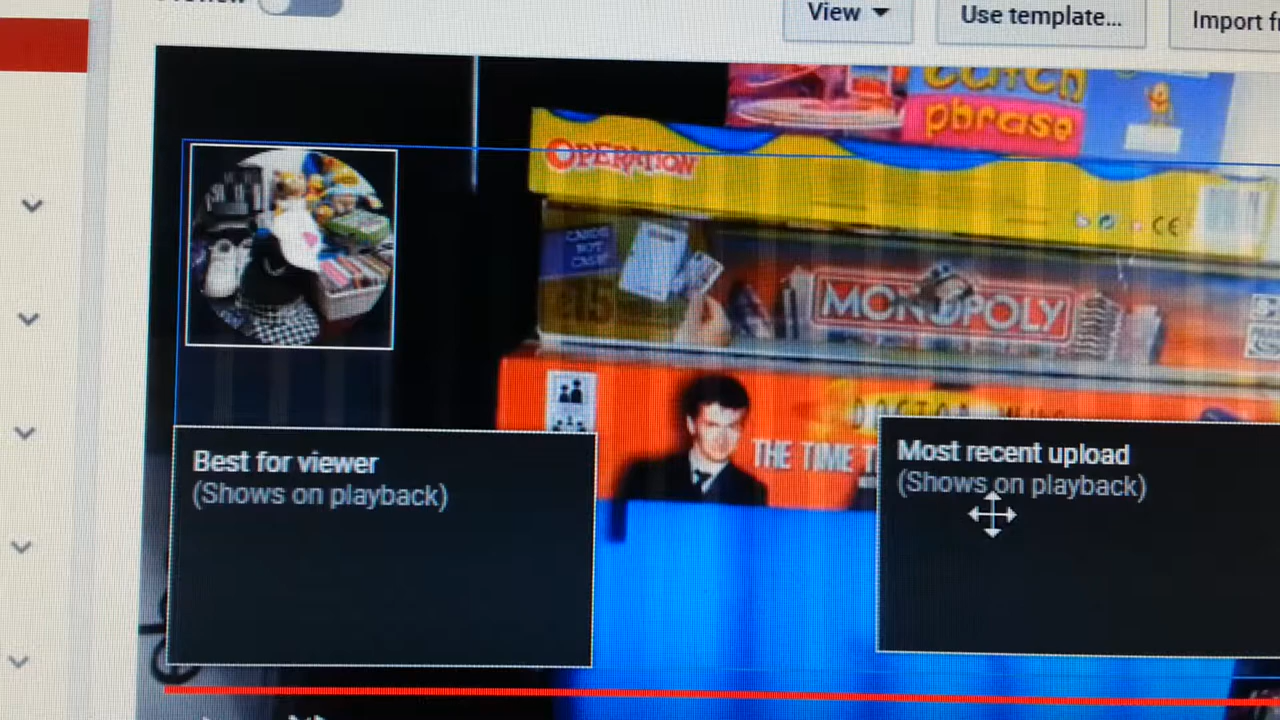 View
Use template...
Import f
catch
phrase
OPERATION
CE
MONOPOLY
THE TIME T
Best for viewer
(Shows on playback)
Most recent upload
(Shows on playback)